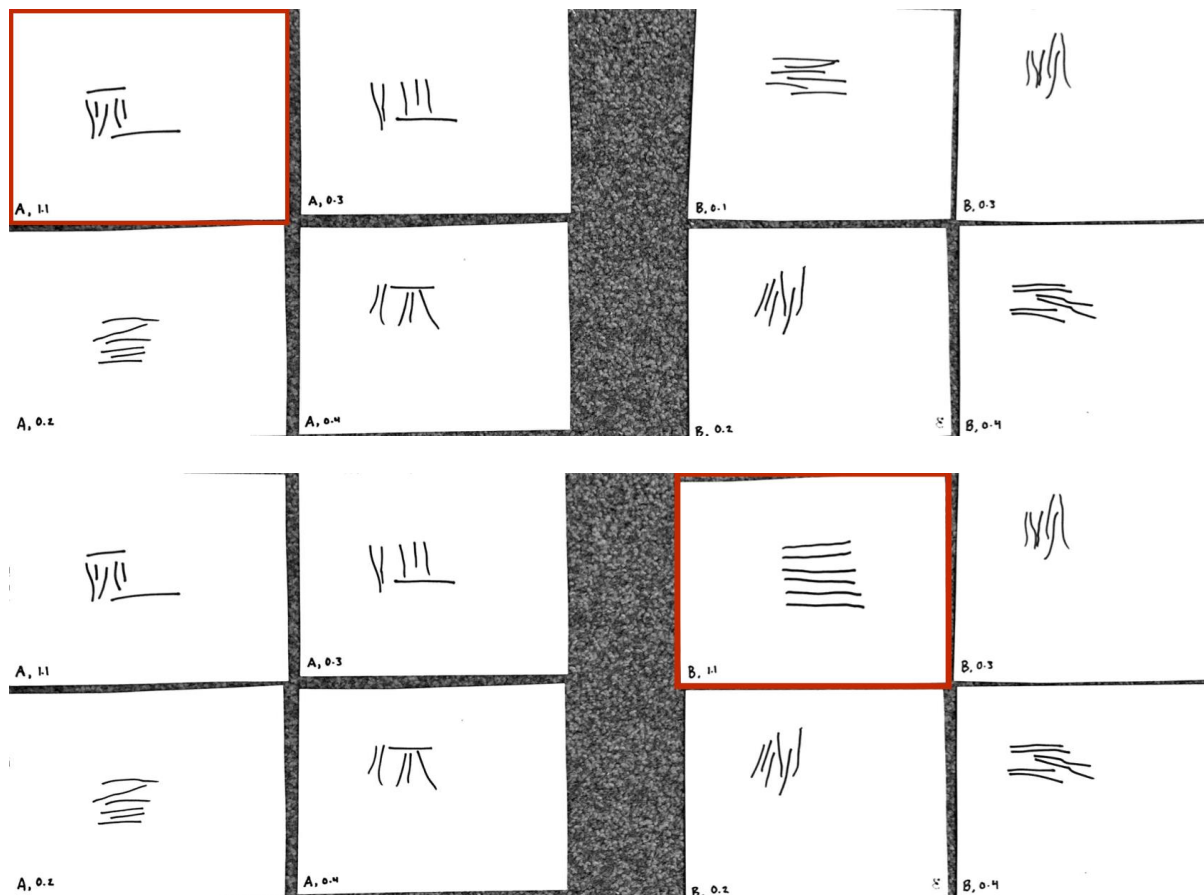 A, 1.1
A, 0.3
B, 0.1
B, 0.3
A, 0.2
A, 0.4
B, 0.2
B, 0.4
A, 1.1
A, 0.3
B, 1.1
B, 0.3
A, 0.2
A, 0.4
B, 0.2
B, 0.4